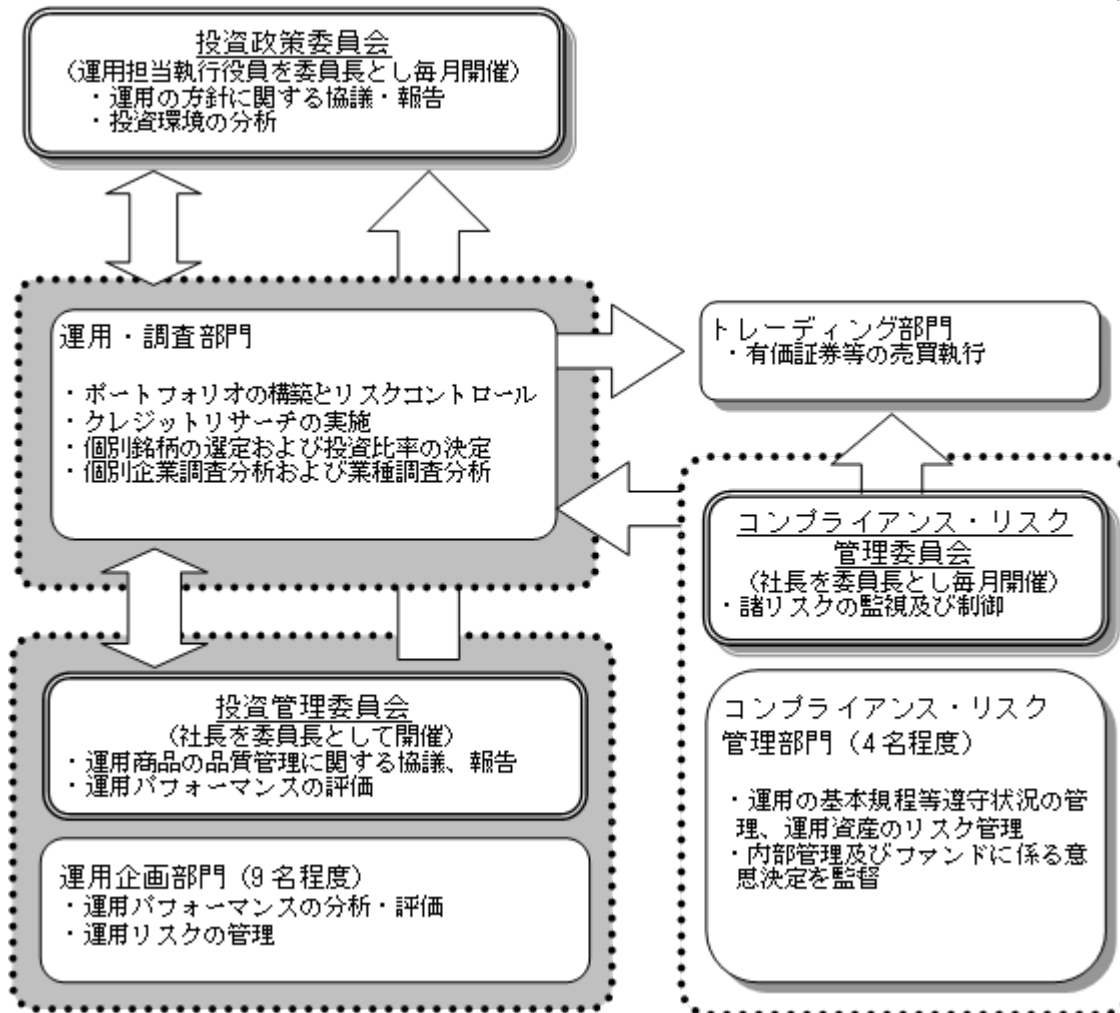 投資政策委員会
(運用担当執行役員を委員長とし毎月開催)
・運用の方針に関する協議・報告
・投資環境の分析
運用・調査部門
・ポートフォリオの構築とリスクコントロール
・クレジットリサーチの実施
・個別銘柄の選定および投資比率の決定
・個別企業調査分析および業種調査分析
トレーディング部門
・有価証券等の売買執行
コンプライアンス・リスク
管理委員会
(社長を委員長とし毎月開催)
・諸リスクの監視及び制御
投資管理委員会
(社長を委員長として開催)
・運用商品の品質管理に関する協議、報告
・運用パフォーマンスの評価
コンプライアンス・リスク
管理部門(4名程度)
・運用の基本規程等遵守状況の管
理、運用資産のリスク管理
・内部管理及びファンドに係る意
思決定を監督
運用企画部門(9名程度)
・運用パフォーマンスの分析・評価
・運用リスクの管理